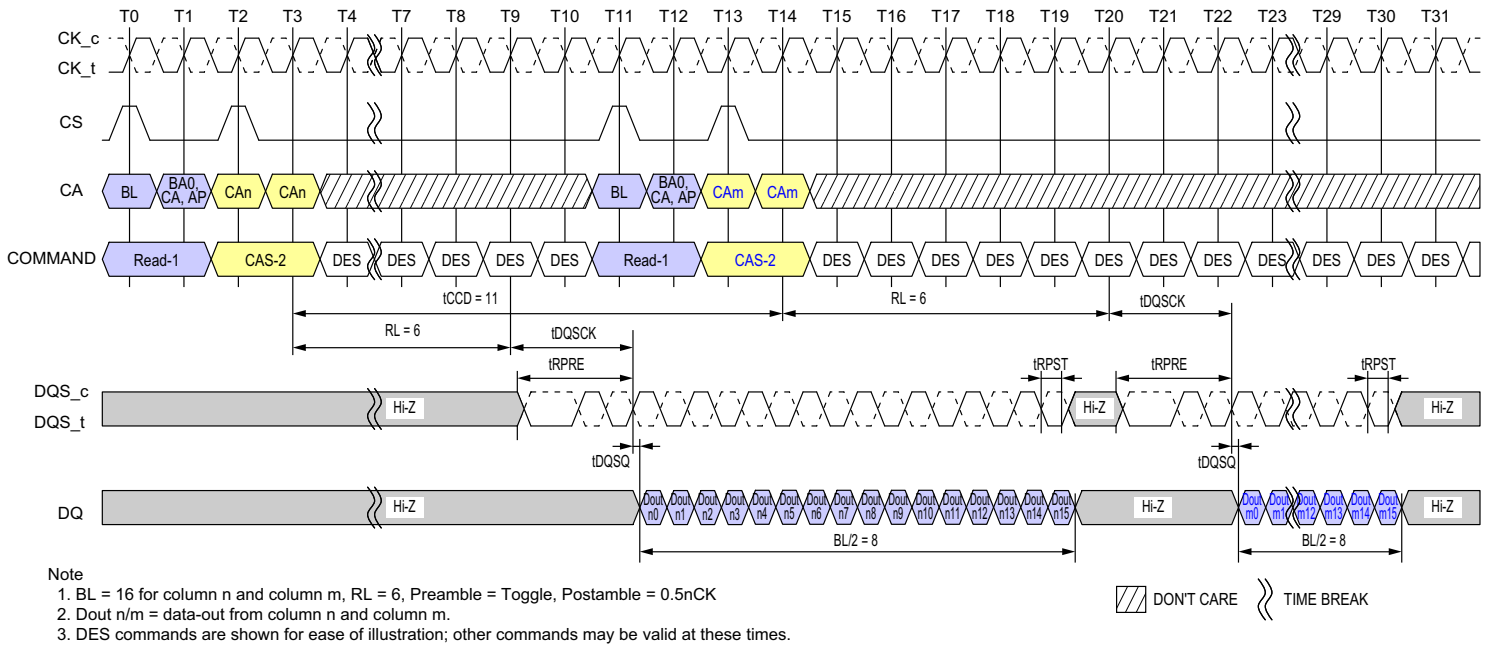 T0 T1 T2 T3 T4 T7 T8 T9 T10 T11 T12 T13 T14 T15 T16 T17 T18 T19 T20 T21 T22 T23 T29 T30 T31
CK_c
CK_t
CS
CA BL BA0, CA, AP CAn CAn BL BA0, CA, AP CAm CAm
COMMAND Read-1 CAS-2 DES DES DES DES DES Read-1 CAS-2 DES DES DES DES DES DES DES DES DES DES DES DES
tCCD = 11 RL = 6 tDQSCK
RL = 6 tDQSCK
tRPRE tRPST tRPRE tRPST
DQS_c
DQS_t
Hi-Z Hi-Z Hi-Z
tDQSQ tDQSQ
DQ Hi-Z Dout n0 Dout n1 Dout n2 Dout n3 Dout n4 Dout n5 Dout n6 Dout n7 Dout n8 Dout n9 Dout n10 Dout n11 Dout n12 Dout n13 Dout n14 Dout n15 Hi-Z Dout m0 Dout m1 Dout m12 Dout m13 Dout m14 Dout m15 Hi-Z
BL/2 = 8 BL/2 = 8
Note
1. BL = 16 for column n and column m, RL = 6, Preamble = Toggle, Postamble = 0.5nCK
2. Dout n/m = data-out from column n and column m.
3. DES commands are shown for ease of illustration; other commands may be valid at these times.
DON'T CARE TIME BREAK